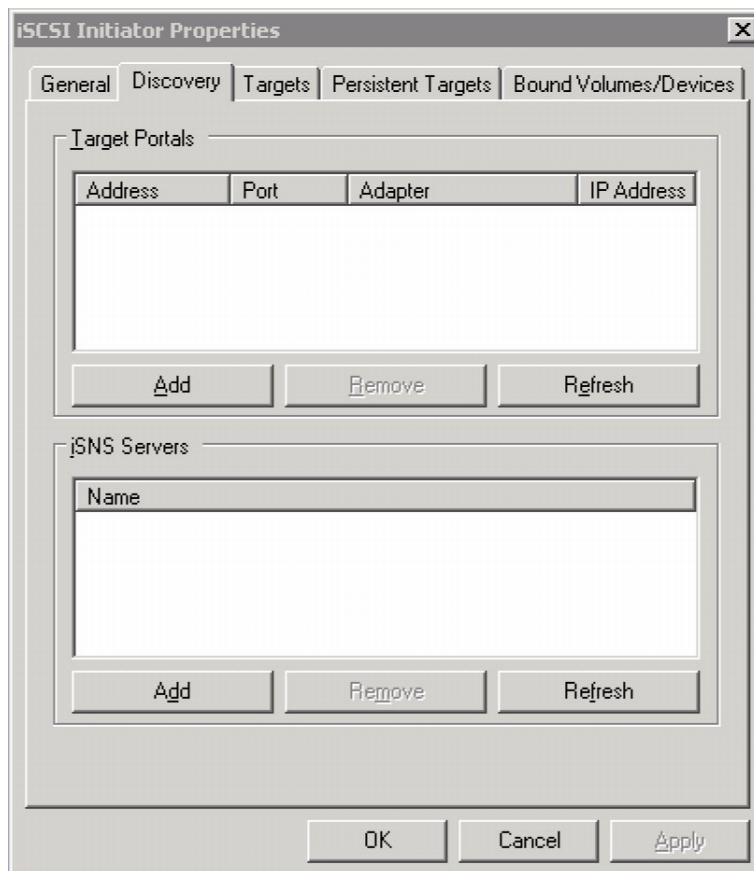 iSCSI Initiator Properties
General Discovery Targets Persistent Targets Bound Volumes/Devices
Target Portals
Address Port Adapter IP Address
Add Remove Refresh
iSNS Servers
Name
Add Remove Refresh
OK Cancel Apply